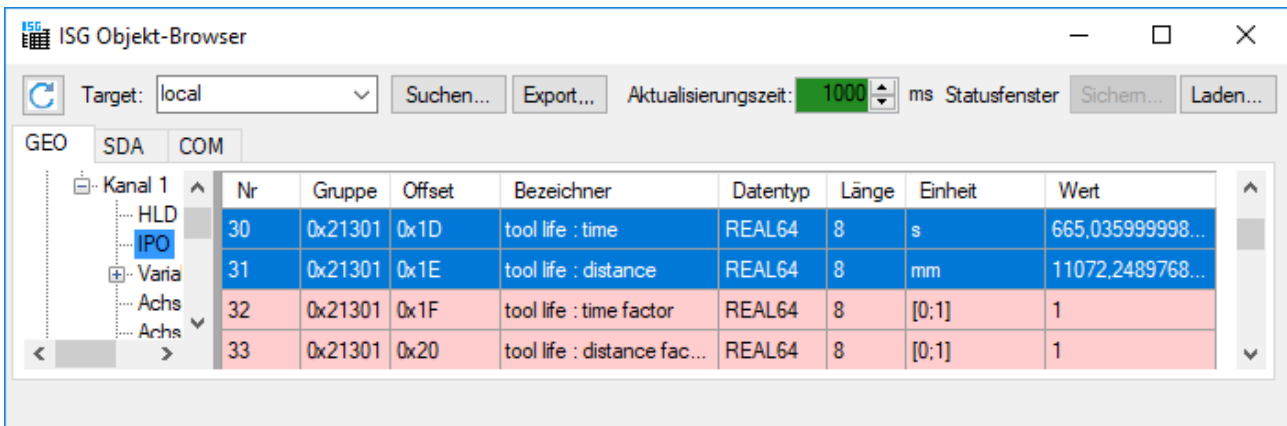 ISG ISG Objekt-Browser
Target: local Suchen... Export,,, Aktualisierungszeit: 1000 ms Statusfenster Sichern... Laden...
GEO SDA COM
Kanal 1
HLD
IPO
Varial
Achs
Achs
Nr Gruppe Offset Bezeichner Datentyp Länge Einheit Wert
30 0x21301 0x1D tool life : time REAL64 8 s 665,035999998...
31 0x21301 0x1E tool life : distance REAL64 8 mm 11072,2489768...
32 0x21301 0x1F tool life : time factor REAL64 8 [0;1] 1
33 0x21301 0x20 tool life : distance fac... REAL64 8 [0;1] 1